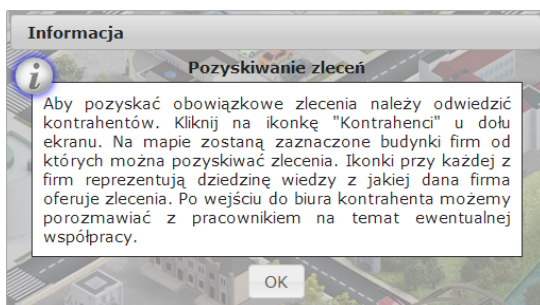 Informacja
Pozyskiwanie zleceń
Aby pozyskać obowiązkowe zlecenia należy odwiedzić
kontrahentów. Kliknij na ikonkę "Kontrahenci" u dołu
ekranu. Na mapie zostaną zaznaczone budynki firm od
których można pozyskiwać zlecenia. Ikonki przy każdej z
firm reprezentują dziedzinę wiedzy z jakiej dana firma
oferuje zlecenia. Po wejściu do biura kontrahenta możemy
porozmawiać z pracownikiem na temat ewentualnej
współpracy.
OK